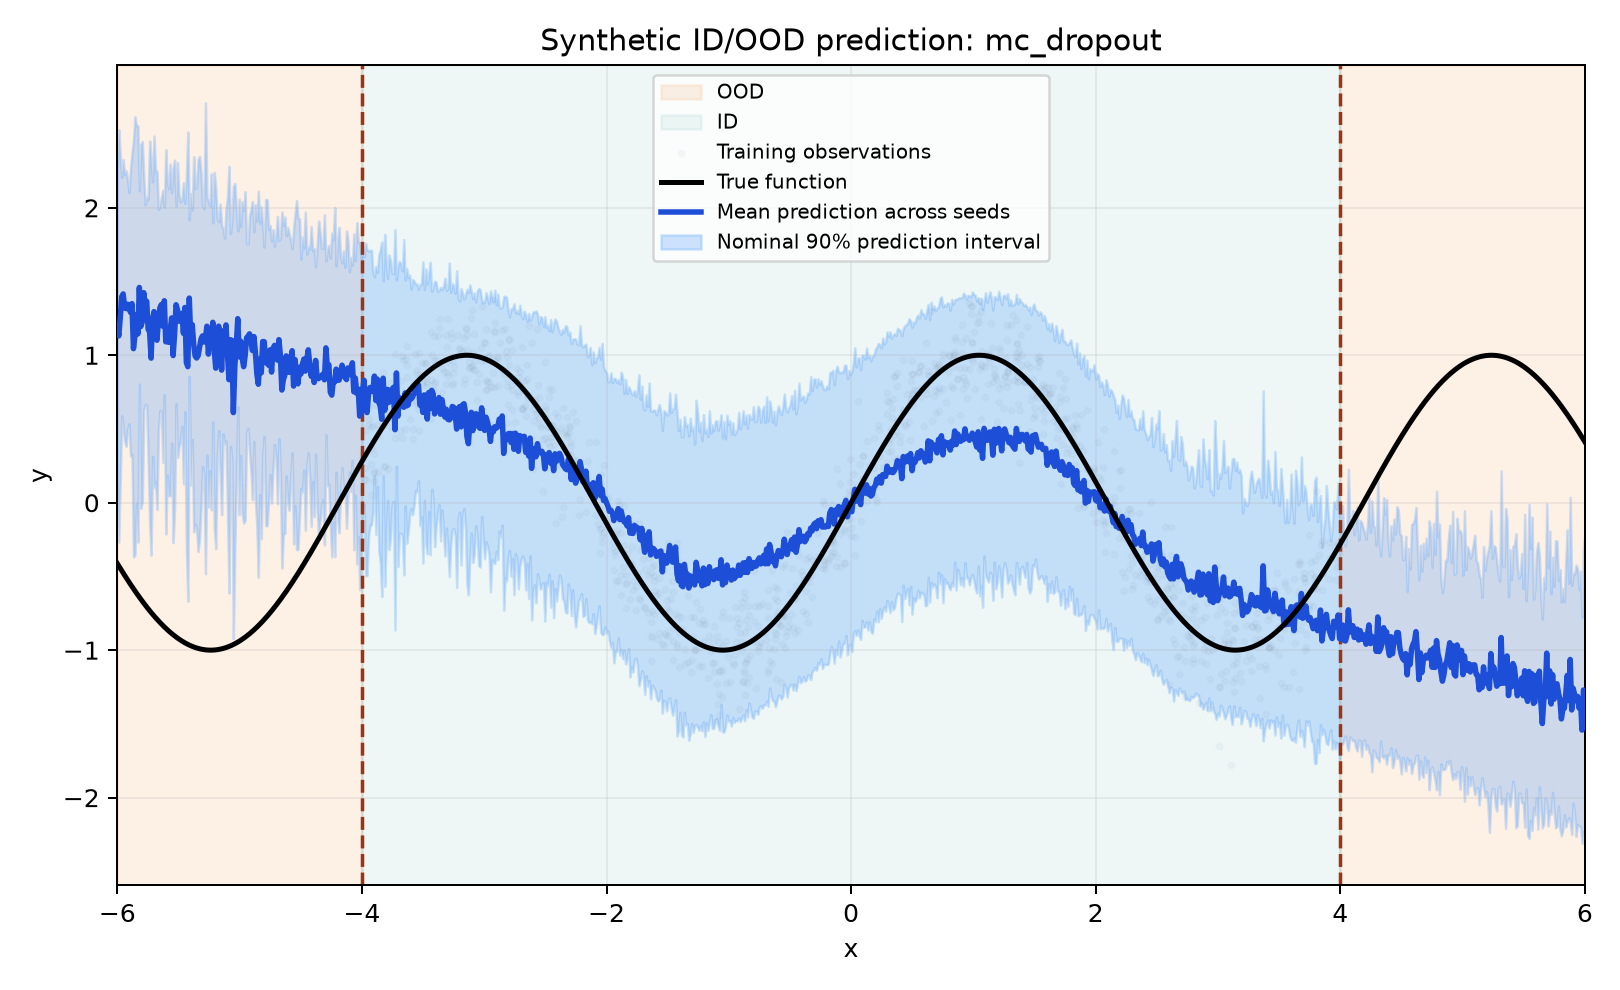 Synthetic ID/OOD prediction: mc_dropout
OOD
ID
Training observations
True function
Mean prediction across seeds
Nominal 90% prediction interval
y
2
1
0
−1
−2
−6
−4
−2
0
2
4
6
x